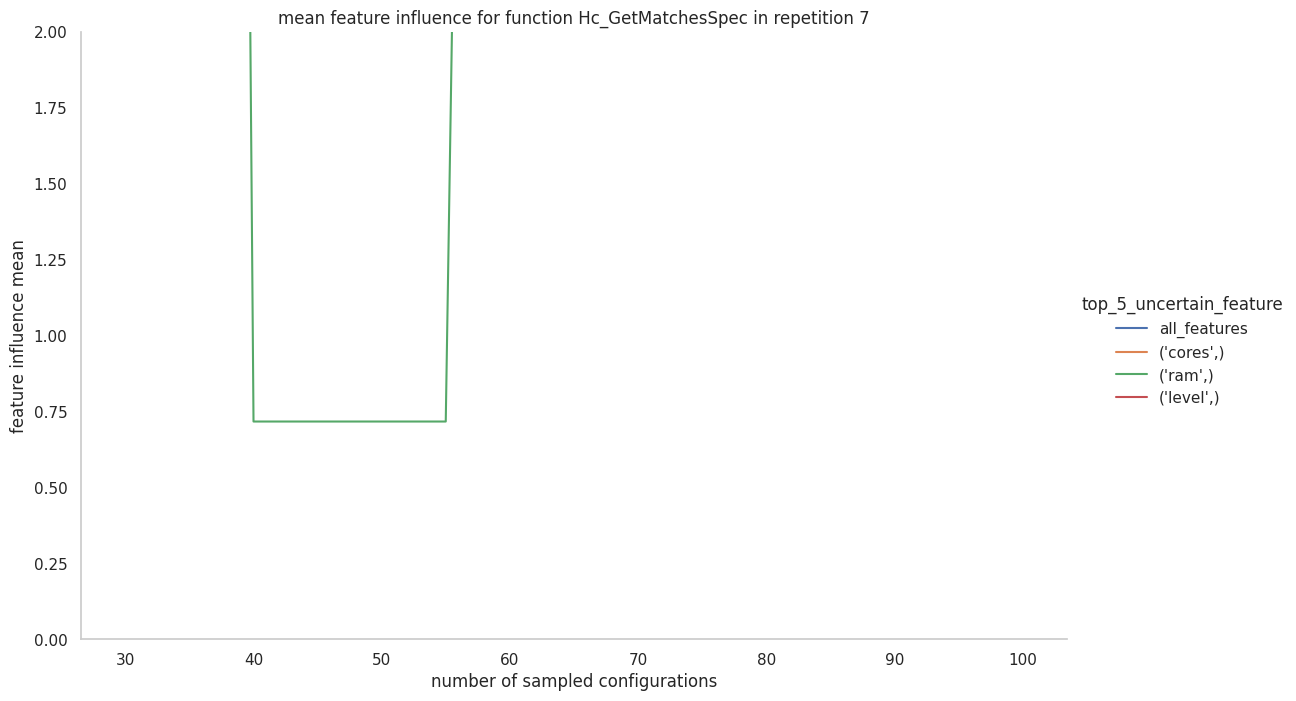 mean feature influence for function Hc_GetMatchesSpec in repetition 7
2.00
1.75
1.50
1.25
1.00
0.75
0.50
0.25
0.00
feature influence mean
30 40 50 60 70 80 90 100
number of sampled configurations
top_5_uncertain_feature
all_features
('cores',)
('ram',)
('level',)